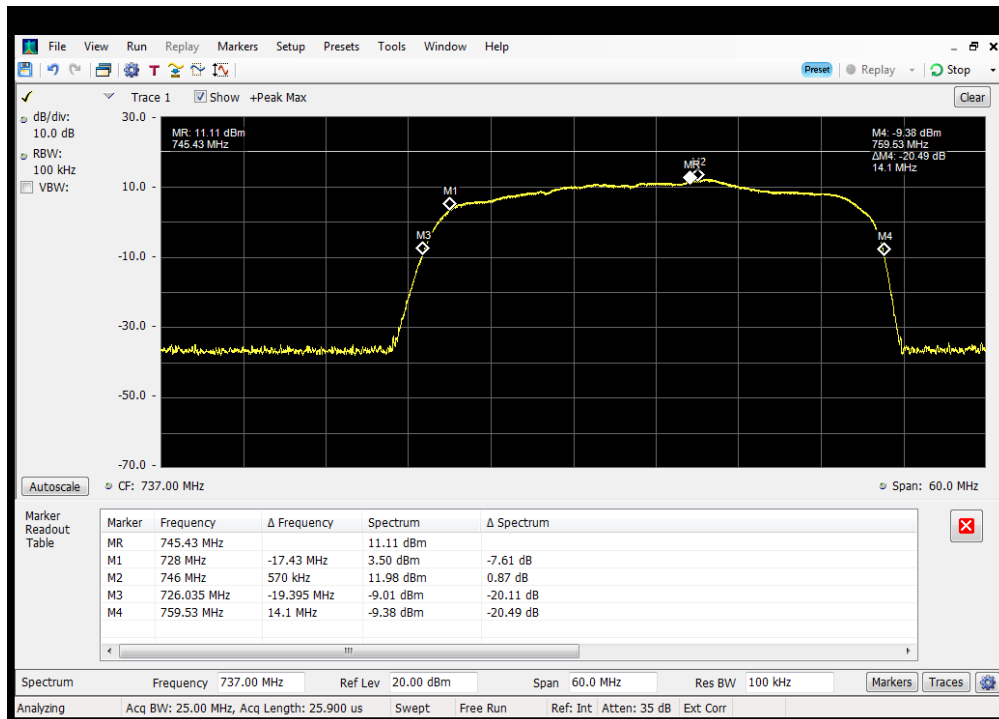 File View Run Replay Markers Setup Presets Tools Window Help
Preset Replay Stop
Trace 1 Show +Peak Max Clear
dB/div:
10.0 dB
RBW:
100 kHz
VBW:
30.0
10.0
-10.0
-30.0
-50.0
-70.0
MR: 11.11 dBm
745.43 MHz
M4: -9.38 dBm
759.53 MHz
ΔM4: -20.49 dB
14.1 MHz
M1
MR
M3
M4
Autoscale CF: 737.00 MHz Span: 60.0 MHz
Marker
Readout
Table
Marker Frequency Δ Frequency Spectrum Δ Spectrum
MR 745.43 MHz 11.11 dBm
M1 728 MHz -17.43 MHz 3.50 dBm -7.61 dB
M2 746 MHz 570 kHz 11.98 dBm 0.87 dB
M3 726.035 MHz -19.395 MHz -9.01 dBm -20.11 dB
M4 759.53 MHz 14.1 MHz -9.38 dBm -20.49 dB
Spectrum Frequency 737.00 MHz Ref Lev 20.00 dBm Span 60.0 MHz Res BW 100 kHz Markers Traces
Analyzing Acq BW: 25.00 MHz, Acq Length: 25.900 us Swept Free Run Ref: Int Atten: 35 dB Ext Corr